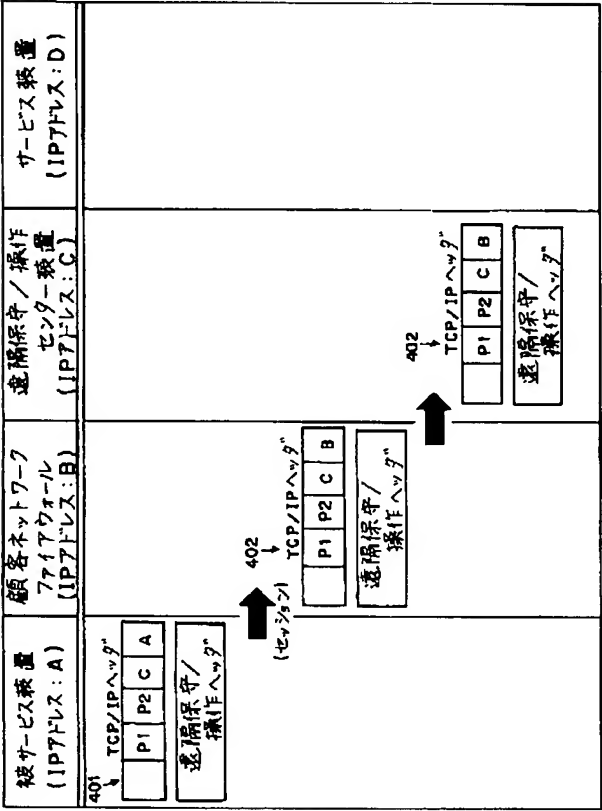 被サービス装置
(IPアドレス:A)
顧客ネットワーク
ファイアウォール
(IPアドレス:B)
遠隔保守/操作
センター装置
(IPアドレス:C)
サービス装置
(IPアドレス:D)
401
TCP/IPヘッダ
P1 P2 C A
遠隔保守/
操作ヘッダ
(セッション)
402
TCP/IPヘッダ
P1 P2 C B
遠隔保守/
操作ヘッダ
402
TCP/IPヘッダ
P1 P2 C B
遠隔保守/
操作ヘッダ